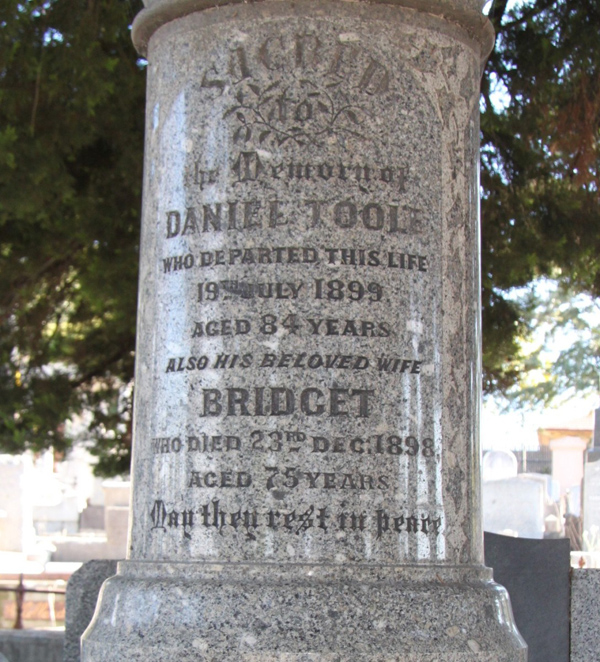 SACRED
to
the Memory of
DANIEL TOOLE
WHO DEPARTED THIS LIFE
19TH JULY 1899
AGED 84 YEARS
ALSO HIS BELOVED WIFE
BRIDGET
WHO DIED 23RD DEC. 1898
AGED 75 YEARS
May they rest in peace